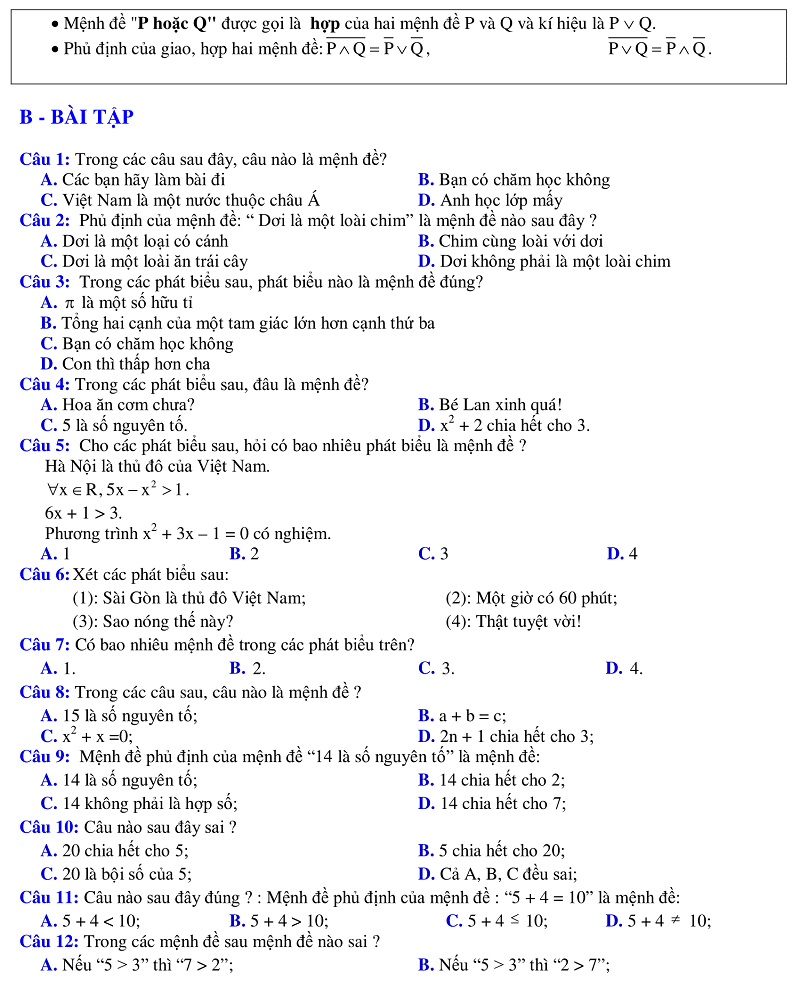 • Mệnh đề "P hoặc Q" được gọi là hợp của hai mệnh đề P và Q và kí hiệu là P ∨ Q.
• Phủ định của giao, hợp hai mệnh đề: P̅ ̅∧̅ ̅Q̅ = P̅ ∨ Q̅, P̅ ̅∨̅ ̅Q̅ = P̅ ∧ Q̅.
B - BÀI TẬP
Câu 1: Trong các câu sau đây, câu nào là mệnh đề?
A. Các bạn hãy làm bài đi B. Bạn có chăm học không
C. Việt Nam là một nước thuộc châu Á D. Anh học lớp mấy
Câu 2: Phủ định của mệnh đề: “ Dơi là một loài chim” là mệnh đề nào sau đây ?
A. Dơi là một loại có cánh B. Chim cùng loài với dơi
C. Dơi là một loài ăn trái cây D. Dơi không phải là một loài chim
Câu 3: Trong các phát biểu sau, phát biểu nào là mệnh đề đúng?
A. π là một số hữu tỉ
B. Tổng hai cạnh của một tam giác lớn hơn cạnh thứ ba
C. Bạn có chăm học không
D. Con thì thấp hơn cha
Câu 4: Trong các phát biểu sau, đâu là mệnh đề?
A. Hoa ăn cơm chưa? B. Bé Lan xinh quá!
C. 5 là số nguyên tố. D. x² + 2 chia hết cho 3.
Câu 5: Cho các phát biểu sau, hỏi có bao nhiêu phát biểu là mệnh đề ?
Hà Nội là thủ đô của Việt Nam.
∀x ∈ R, 5x − x² > 1.
6x + 1 > 3.
Phương trình x² + 3x – 1 = 0 có nghiệm.
A. 1 B. 2 C. 3 D. 4
Câu 6: Xét các phát biểu sau:
(1): Sài Gòn là thủ đô Việt Nam; (2): Một giờ có 60 phút;
(3): Sao nóng thế này? (4): Thật tuyệt vời!
Câu 7: Có bao nhiêu mệnh đề trong các phát biểu trên?
A. 1. B. 2. C. 3. D. 4.
Câu 8: Trong các câu sau, câu nào là mệnh đề ?
A. 15 là số nguyên tố; B. a + b = c;
C. x² + x =0; D. 2n + 1 chia hết cho 3;
Câu 9: Mệnh đề phủ định của mệnh đề “14 là số nguyên tố” là mệnh đề:
A. 14 là số nguyên tố; B. 14 chia hết cho 2;
C. 14 không phải là hợp số; D. 14 chia hết cho 7;
Câu 10: Câu nào sau đây sai ?
A. 20 chia hết cho 5; B. 5 chia hết cho 20;
C. 20 là bội số của 5; D. Cả A, B, C đều sai;
Câu 11: Câu nào sau đây đúng ? : Mệnh đề phủ định của mệnh đề : “5 + 4 = 10” là mệnh đề:
A. 5 + 4 < 10; B. 5 + 4 > 10; C. 5 + 4 ≤ 10; D. 5 + 4 ≠ 10;
Câu 12: Trong các mệnh đề sau mệnh đề nào sai ?
A. Nếu “5 > 3” thì “7 > 2”; B. Nếu “5 > 3” thì “2 > 7”;